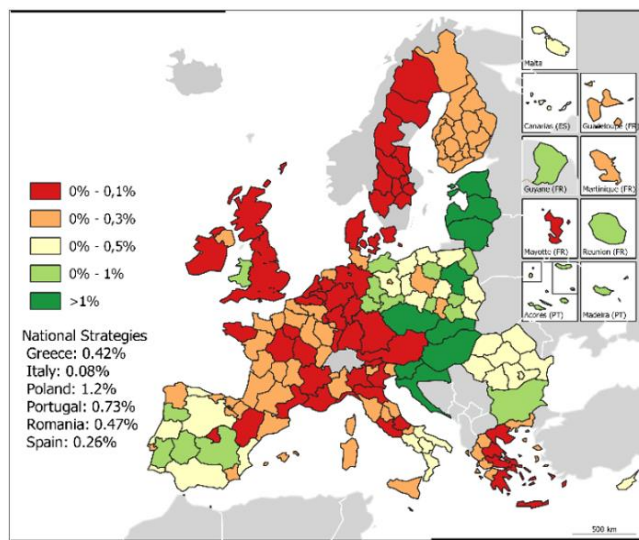 0% - 0,1%
0% - 0,3%
0% - 0,5%
0% - 1%
>1%
National Strategies
Greece: 0.42%
Italy: 0.08%
Poland: 1.2%
Portugal: 0.73%
Romania: 0.47%
Spain: 0.26%
Malta
Canarias (ES)
Guadeloupe (FR)
Guyane (FR)
Martinique (FR)
Mayotte (FR)
Reunion (FR)
Acores (PT)
Madeira (PT)
500 km